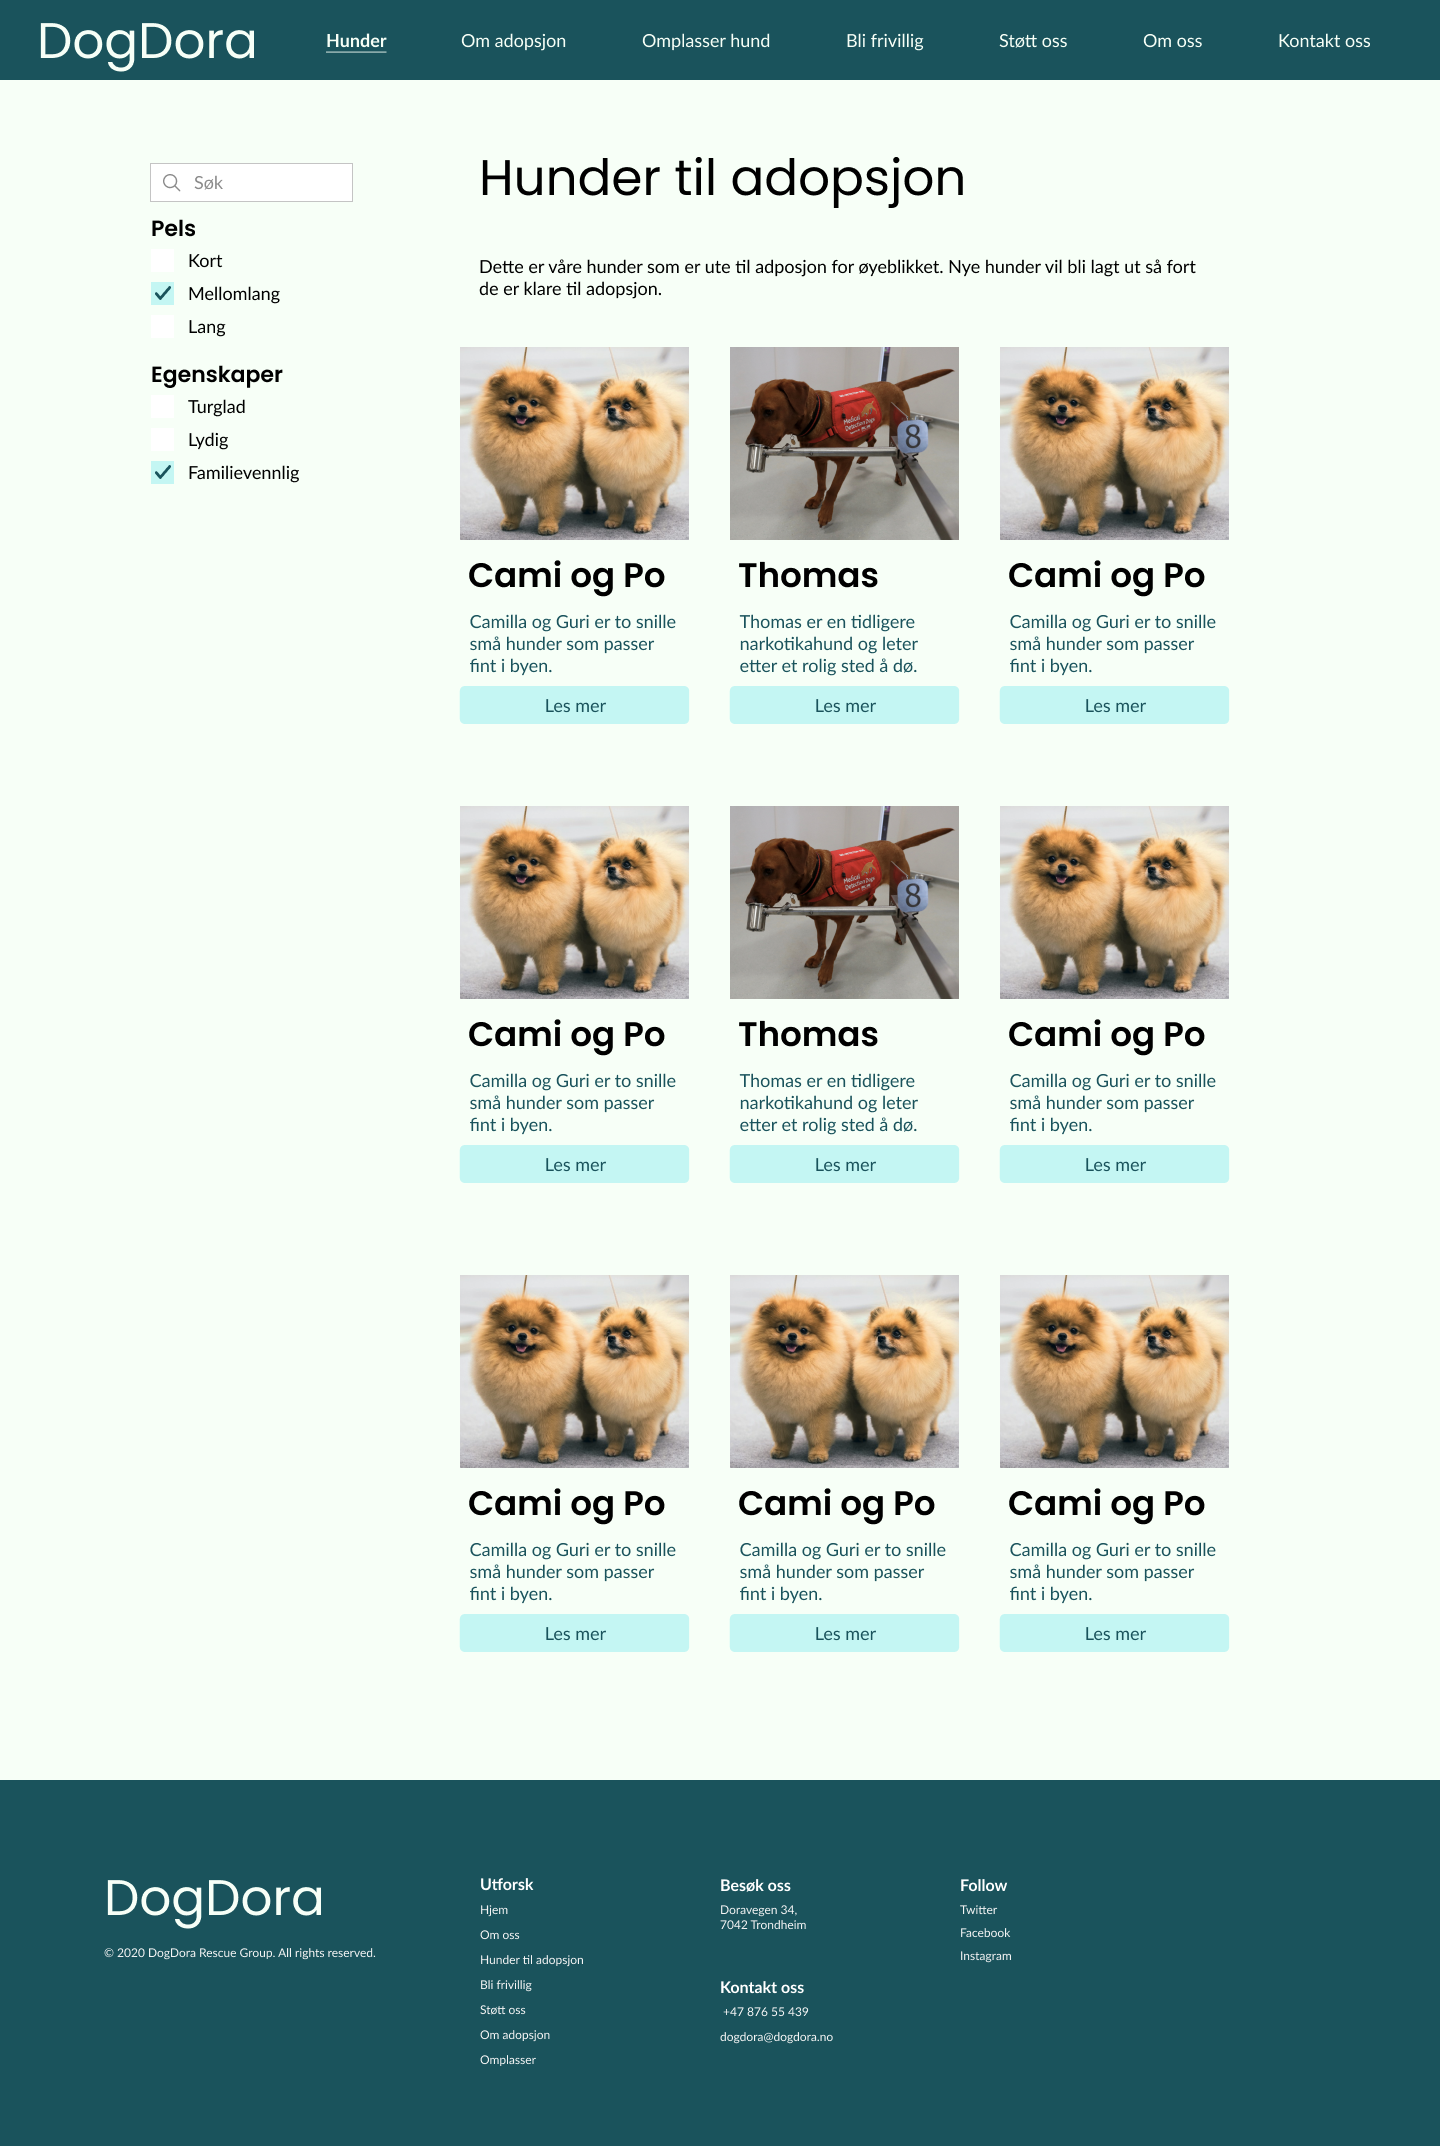 DogDora
Hunder
Om adopsjon
Omplasser hund
Bli frivillig
Støtt oss
Om oss
Kontakt oss
Søk
Pels
Kort
Mellomlang
Lang
Egenskaper
Turglad
Lydig
Familievennlig
Hunder til adopsjon
Dette er våre hunder som er ute til adposjon for øyeblikket. Nye hunder vil bli lagt ut så fort
de er klare til adopsjon.
Cami og Po
Camilla og Guri er to snille
små hunder som passer
fint i byen.
Les mer
Medical
Detection Dogs
8
Thomas
Thomas er en tidligere
narkotikahund og leter
etter et rolig sted å dø.
Les mer
Cami og Po
Camilla og Guri er to snille
små hunder som passer
fint i byen.
Les mer
Cami og Po
Camilla og Guri er to snille
små hunder som passer
fint i byen.
Les mer
Medical
Detection Dogs
8
Thomas
Thomas er en tidligere
narkotikahund og leter
etter et rolig sted å dø.
Les mer
Cami og Po
Camilla og Guri er to snille
små hunder som passer
fint i byen.
Les mer
Cami og Po
Camilla og Guri er to snille
små hunder som passer
fint i byen.
Les mer
Cami og Po
Camilla og Guri er to snille
små hunder som passer
fint i byen.
Les mer
Cami og Po
Camilla og Guri er to snille
små hunder som passer
fint i byen.
Les mer
DogDora
© 2020 DogDora Rescue Group. All rights reserved.
Utforsk
Hjem
Om oss
Hunder til adopsjon
Bli frivillig
Støtt oss
Om adopsjon
Omplasser
Besøk oss
Doravegen 34,
7042 Trondheim
Kontakt oss
+47 876 55 439
dogdora@dogdora.no
Follow
Twitter
Facebook
Instagram